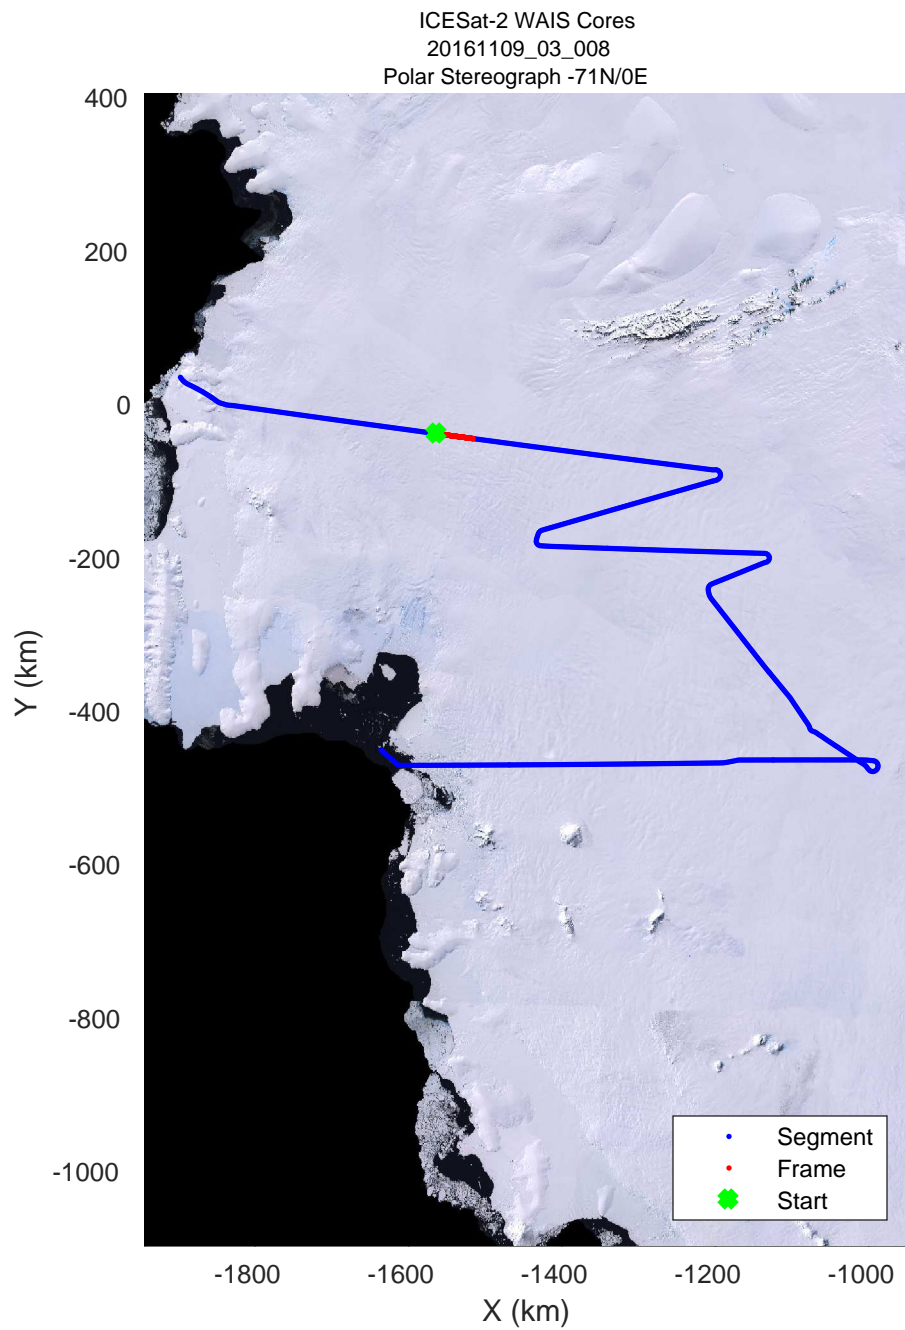 ICESat-2 WAIS Cores
20161109_03_008
Polar Stereograph -71N/0E
400
200
0
-200
-400
-600
-800
-1000
Y (km)
Segment
Frame
Start
-1800
-1600
-1400
-1200
-1000
X (km)